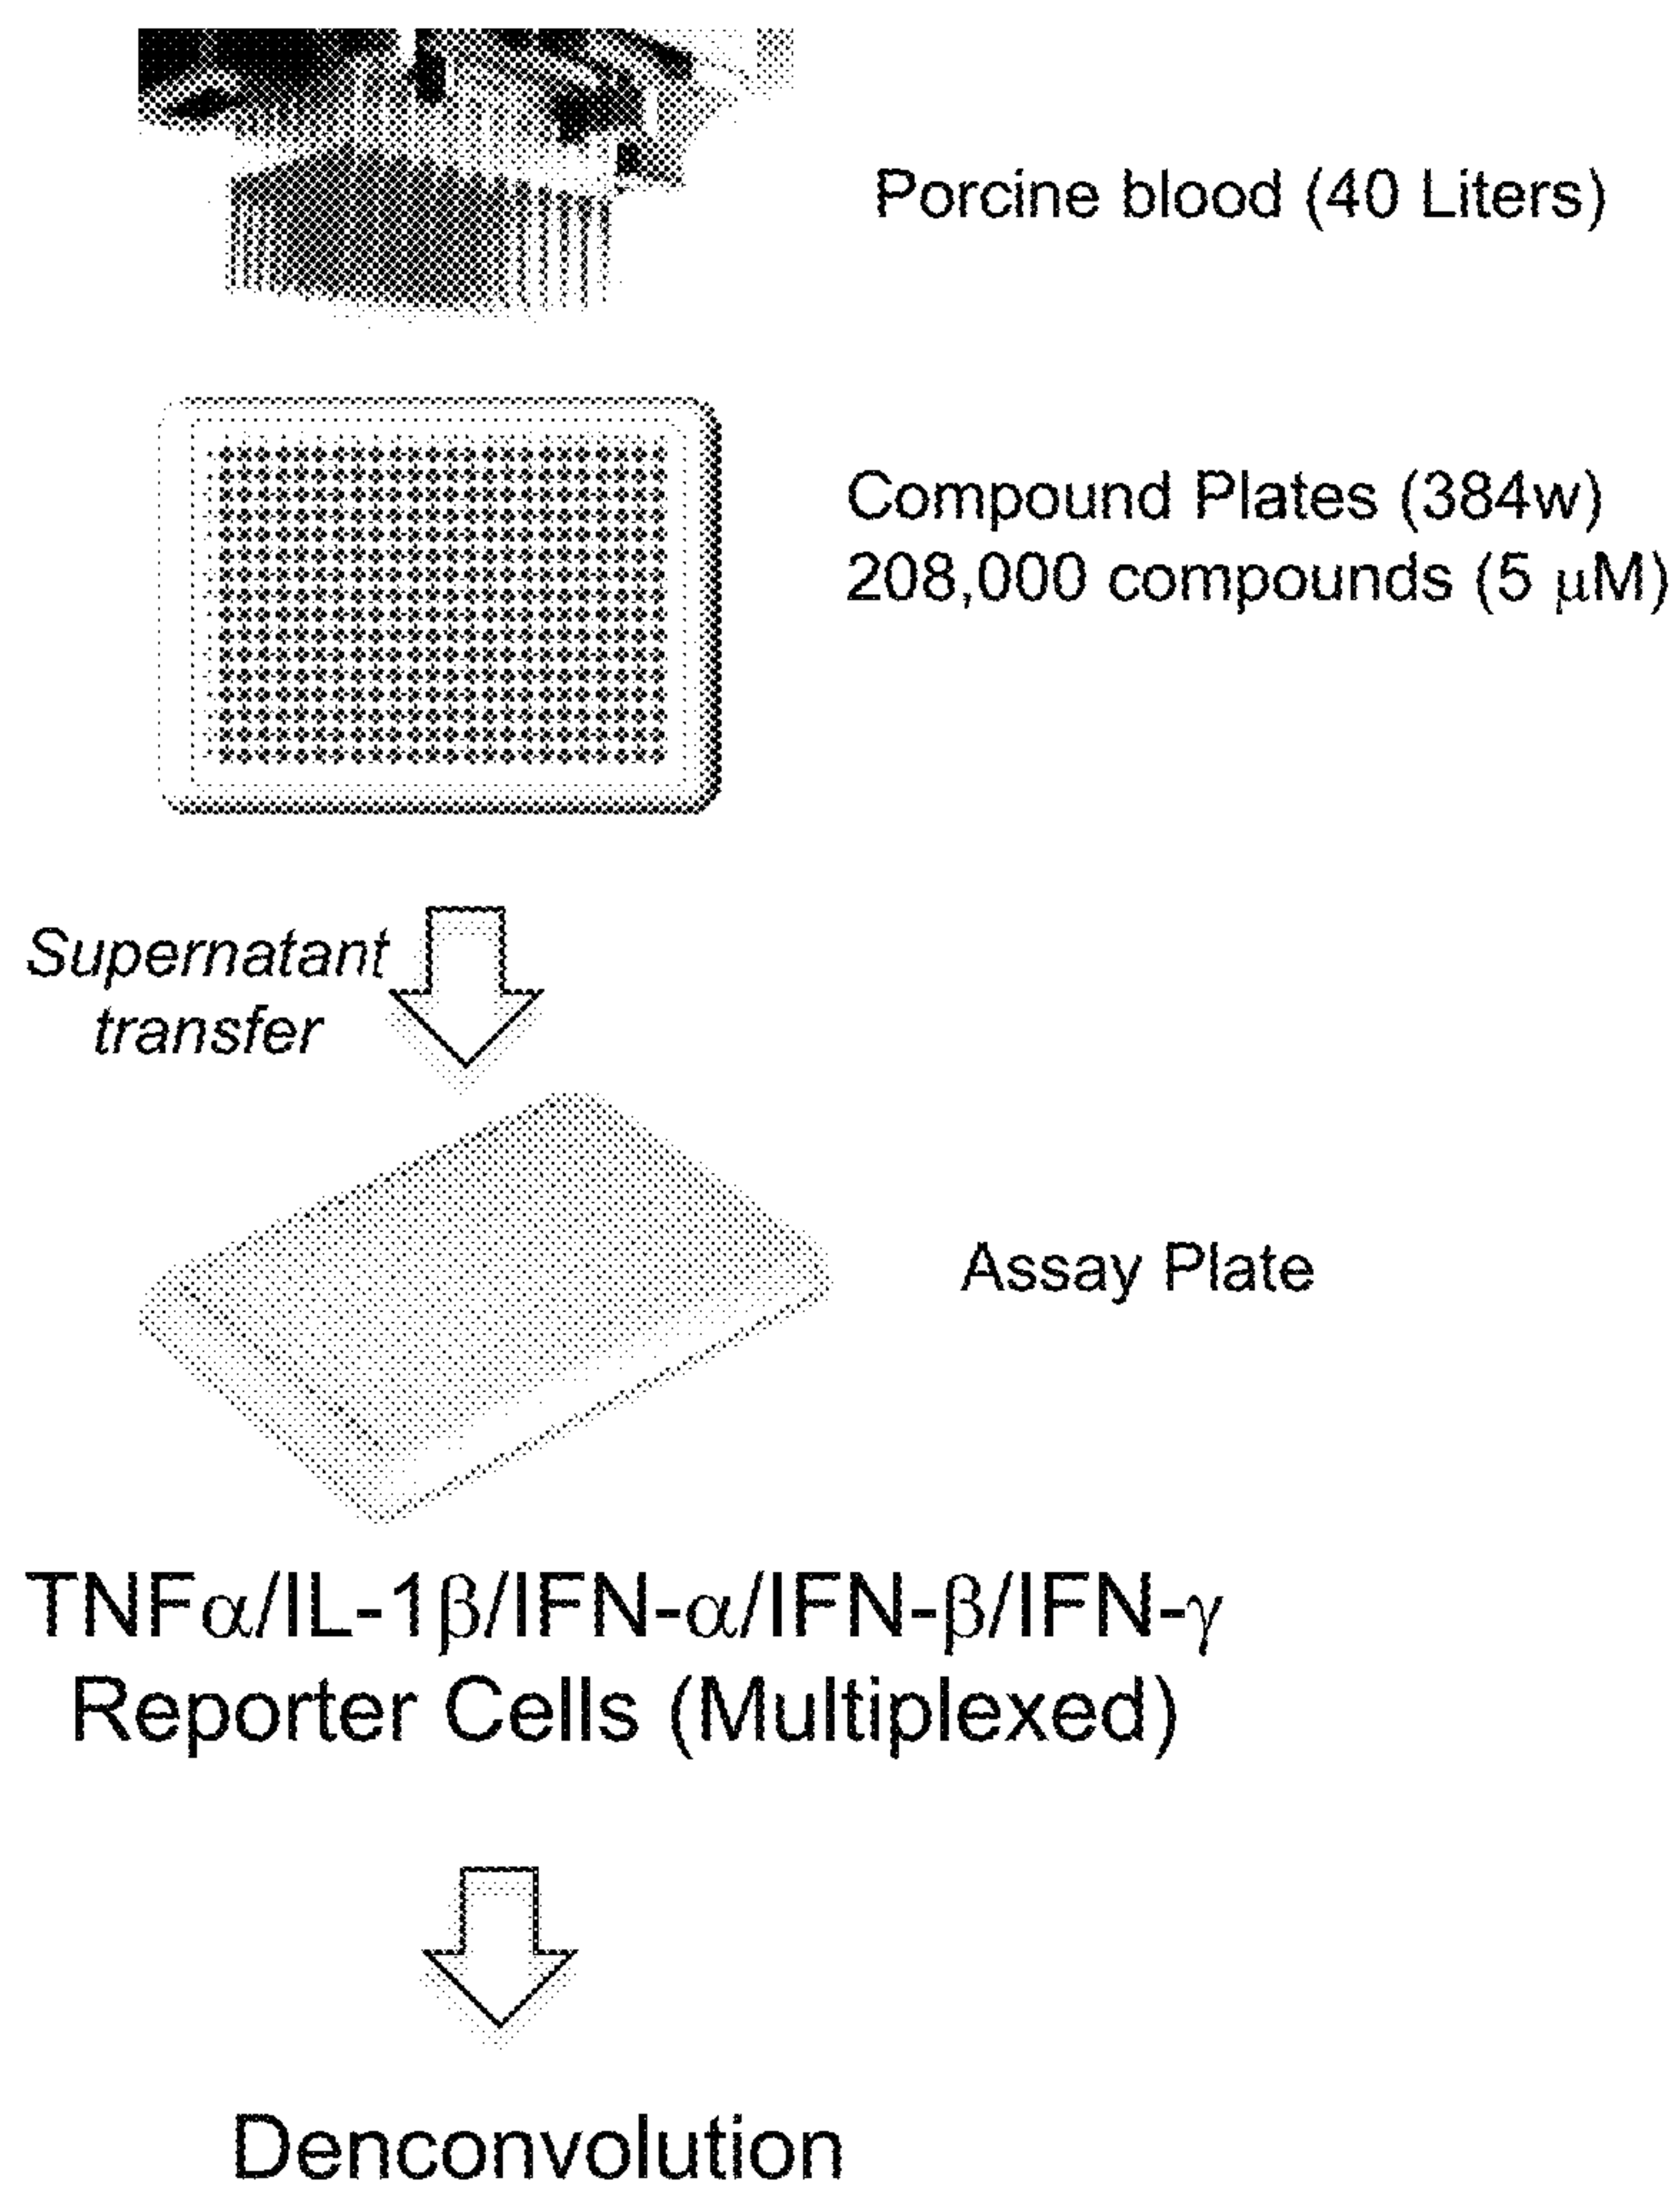 Porcine blood (40 Liters)
Compound Plates (384w)
208,000 compounds (5 μM)
Supernatant
transfer
Assay Plate
TNFα/IL-1β/IFN-α/IFN-β/IFN-γ
Reporter Cells (Multiplexed)
Denconvolution